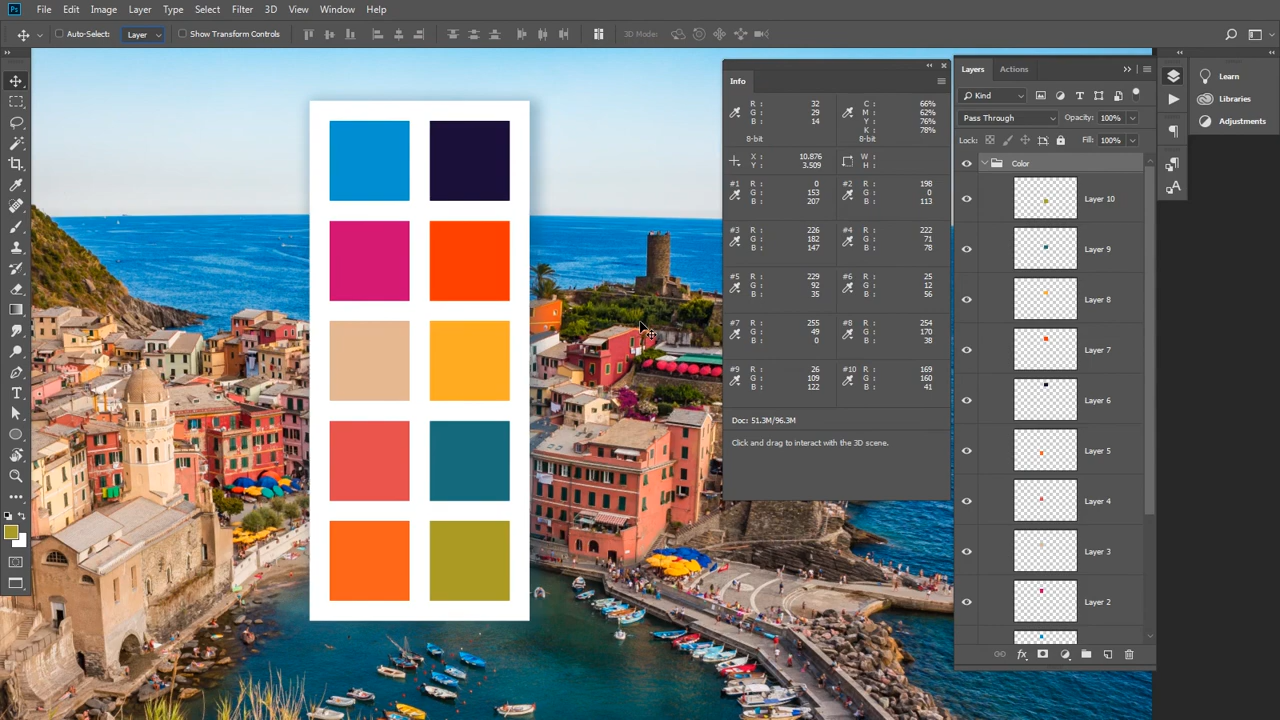 Ps File Edit Image Layer Type Select Filter 3D View Window Help
Auto-Select: Layer Show Transform Controls 3D Mode:
Info
R : 32 C : 66%
G : 29 M : 62%
B : 14 Y : 76%
K : 78%
8-bit 8-bit
X : 10.876 W :
Y : 3.509 H :
#1 R : 0 #2 R : 198
G : 153 G : 0
B : 207 B : 113
#3 R : 226 #4 R : 222
G : 182 G : 71
B : 147 B : 78
#5 R : 229 #6 R : 25
G : 92 G : 12
B : 35 B : 56
#7 R : 255 #8 R : 254
G : 49 G : 170
B : 0 B : 38
#9 R : 26 #10 R : 169
G : 109 G : 160
B : 122 B : 41
Doc: 51.3M/96.3M
Click and drag to interact with the 3D scene.
Layers Actions
Kind
Pass Through Opacity: 100%
Lock: Fill: 100%
Color
Layer 10
Layer 9
Layer 8
Layer 7
Layer 6
Layer 5
Layer 4
Layer 3
Layer 2
Learn
Libraries
Adjustments